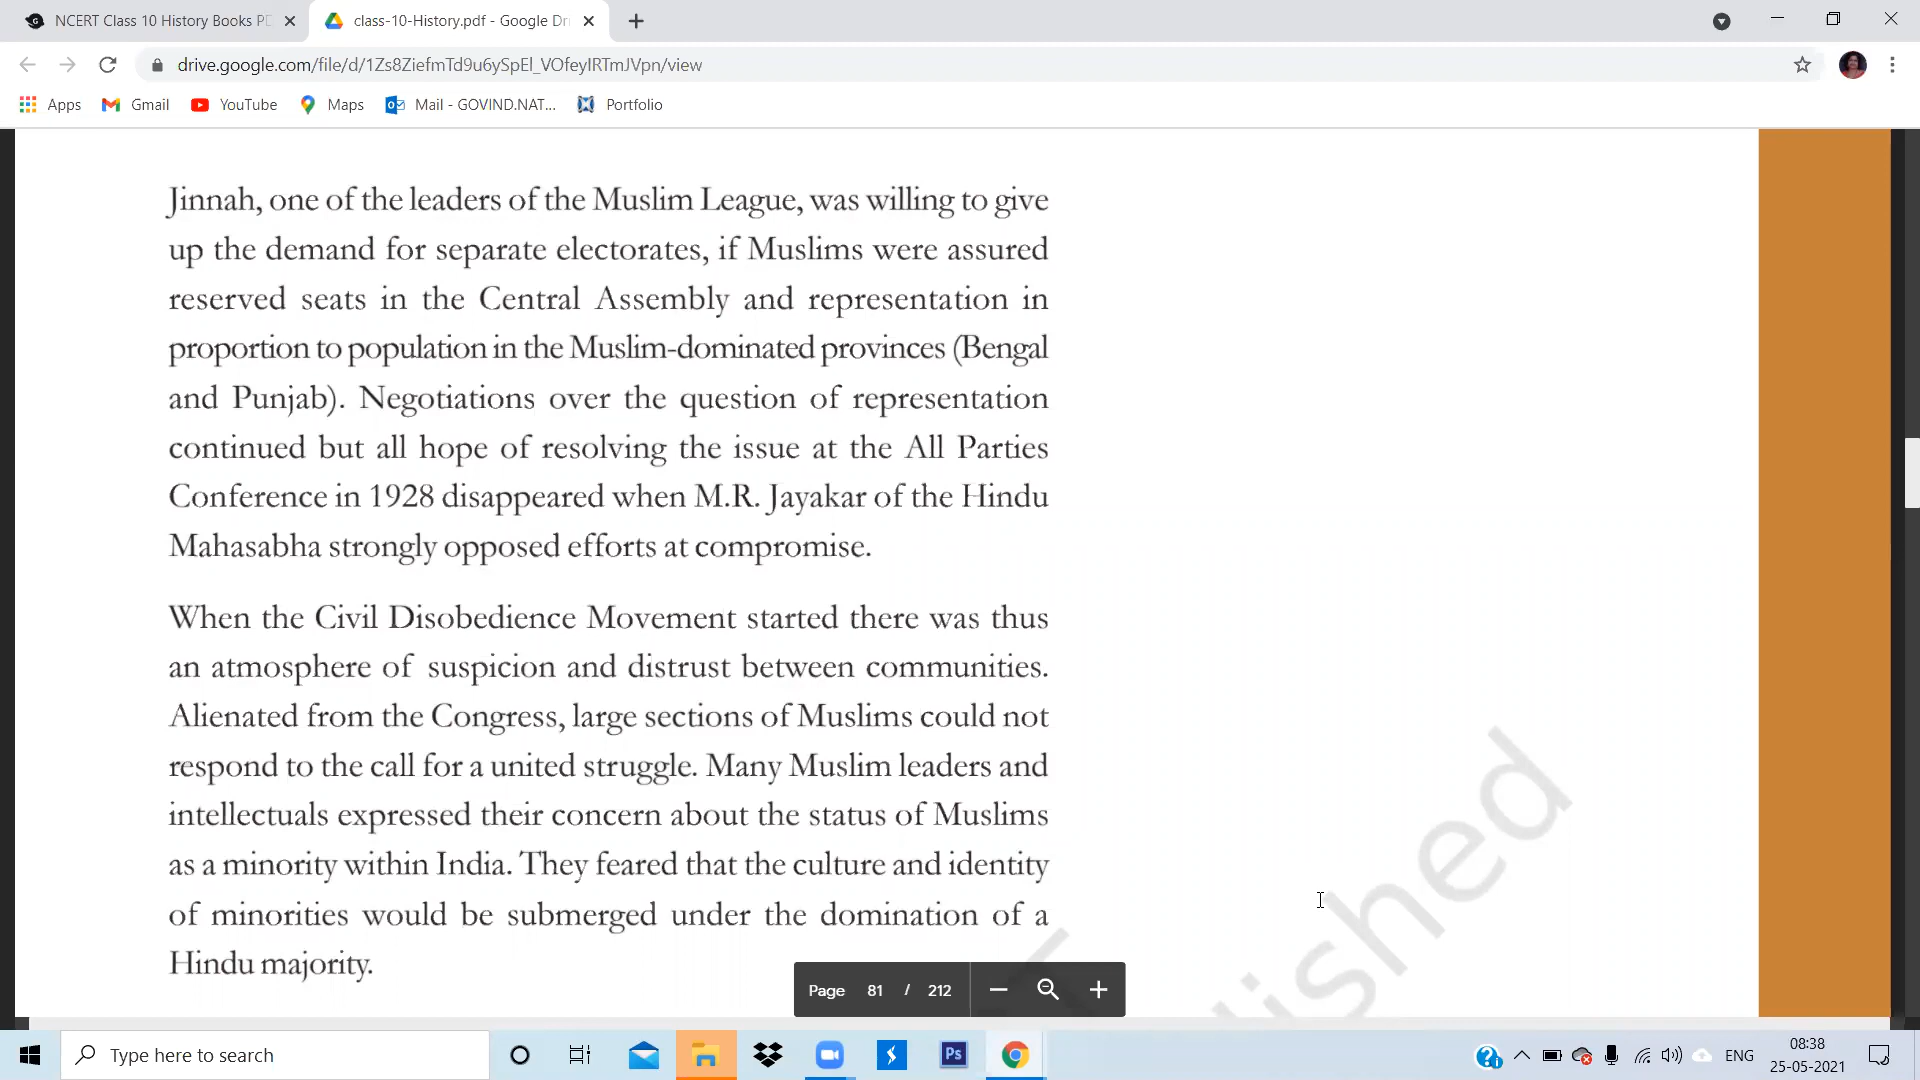 NCERT Class 10 History Books PD
class-10-History.pdf - Google Dri
drive.google.com/file/d/1Zs8ZiefmTd9u6ySpEl_VOfeyIRTmJVpn/view
Apps
Gmail
YouTube
Maps
Mail - GOVIND.NAT...
Portfolio
Jinnah, one of the leaders of the Muslim League, was willing to give
up the demand for separate electorates, if Muslims were assured
reserved seats in the Central Assembly and representation in
proportion to population in the Muslim-dominated provinces (Bengal
and Punjab). Negotiations over the question of representation
continued but all hope of resolving the issue at the All Parties
Conference in 1928 disappeared when M.R. Jayakar of the Hindu
Mahasabha strongly opposed efforts at compromise.
When the Civil Disobedience Movement started there was thus
an atmosphere of suspicion and distrust between communities.
Alienated from the Congress, large sections of Muslims could not
respond to the call for a united struggle. Many Muslim leaders and
intellectuals expressed their concern about the status of Muslims
as a minority within India. They feared that the culture and identity
of minorities would be submerged under the domination of a
Hindu majority.
lished
Page 81 / 212
Type here to search
Ps
ENG
08:38
25-05-2021